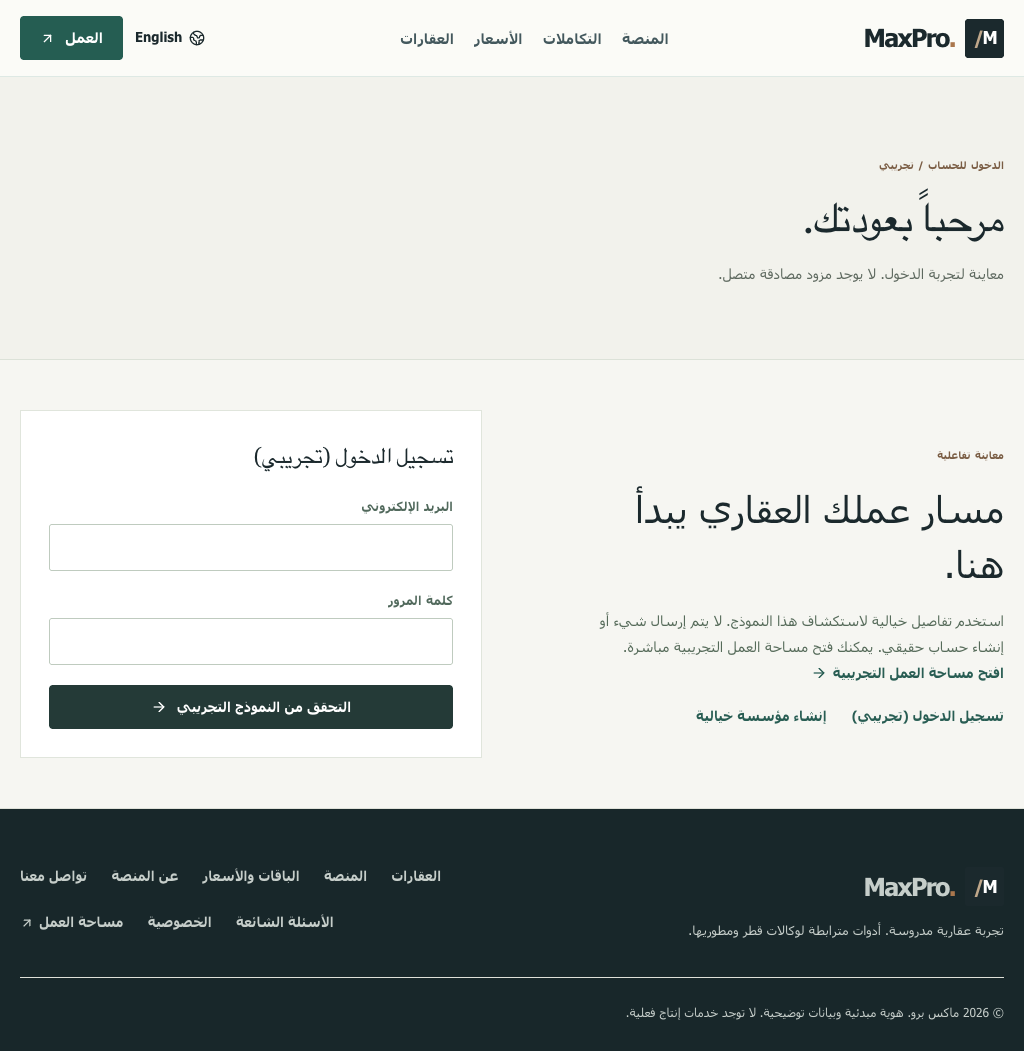 M/ MaxPro.
المنصة التكاملات الأسعار العقارات
English
العمل
الدخول للحساب / تجريبي
مرحباً بعودتك.
معاينة لتجربة الدخول. لا يوجد مزود مصادقة متصل.
معاينة تفاعلية
مسار عملك العقاري يبدأ
هنا.
استخدم تفاصيل خيالية لاستكشاف هذا النموذج. لا يتم إرسال شيء أو
إنشاء حساب حقيقي. يمكنك فتح مساحة العمل التجريبية مباشرة.
افتح مساحة العمل التجريبية
تسجيل الدخول (تجريبي) إنشاء مؤسسة خيالية
تسجيل الدخول (تجريبي)
البريد الإلكتروني
كلمة المرور
التحقق من النموذج التجريبي
M/ MaxPro.
تجربة عقارية مدروسة. أدوات مترابطة لوكالات قطر ومطوريها.
العقارات المنصة الباقات والأسعار عن المنصة تواصل معنا
الأسئلة الشائعة الخصوصية مساحة العمل
© 2026 ماكس برو. هوية مبدئية وبيانات توضيحية. لا توجد خدمات إنتاج فعلية.